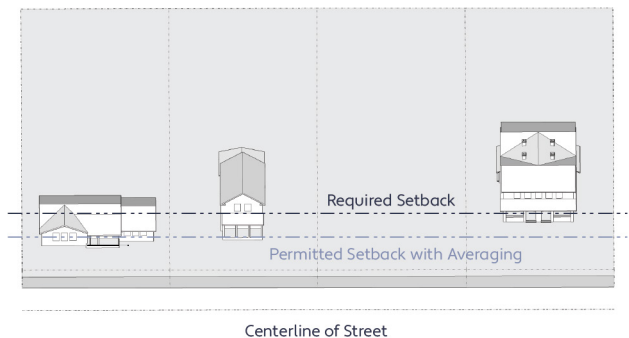 Required Setback
Permitted Setback with Averaging
Centerline of Street